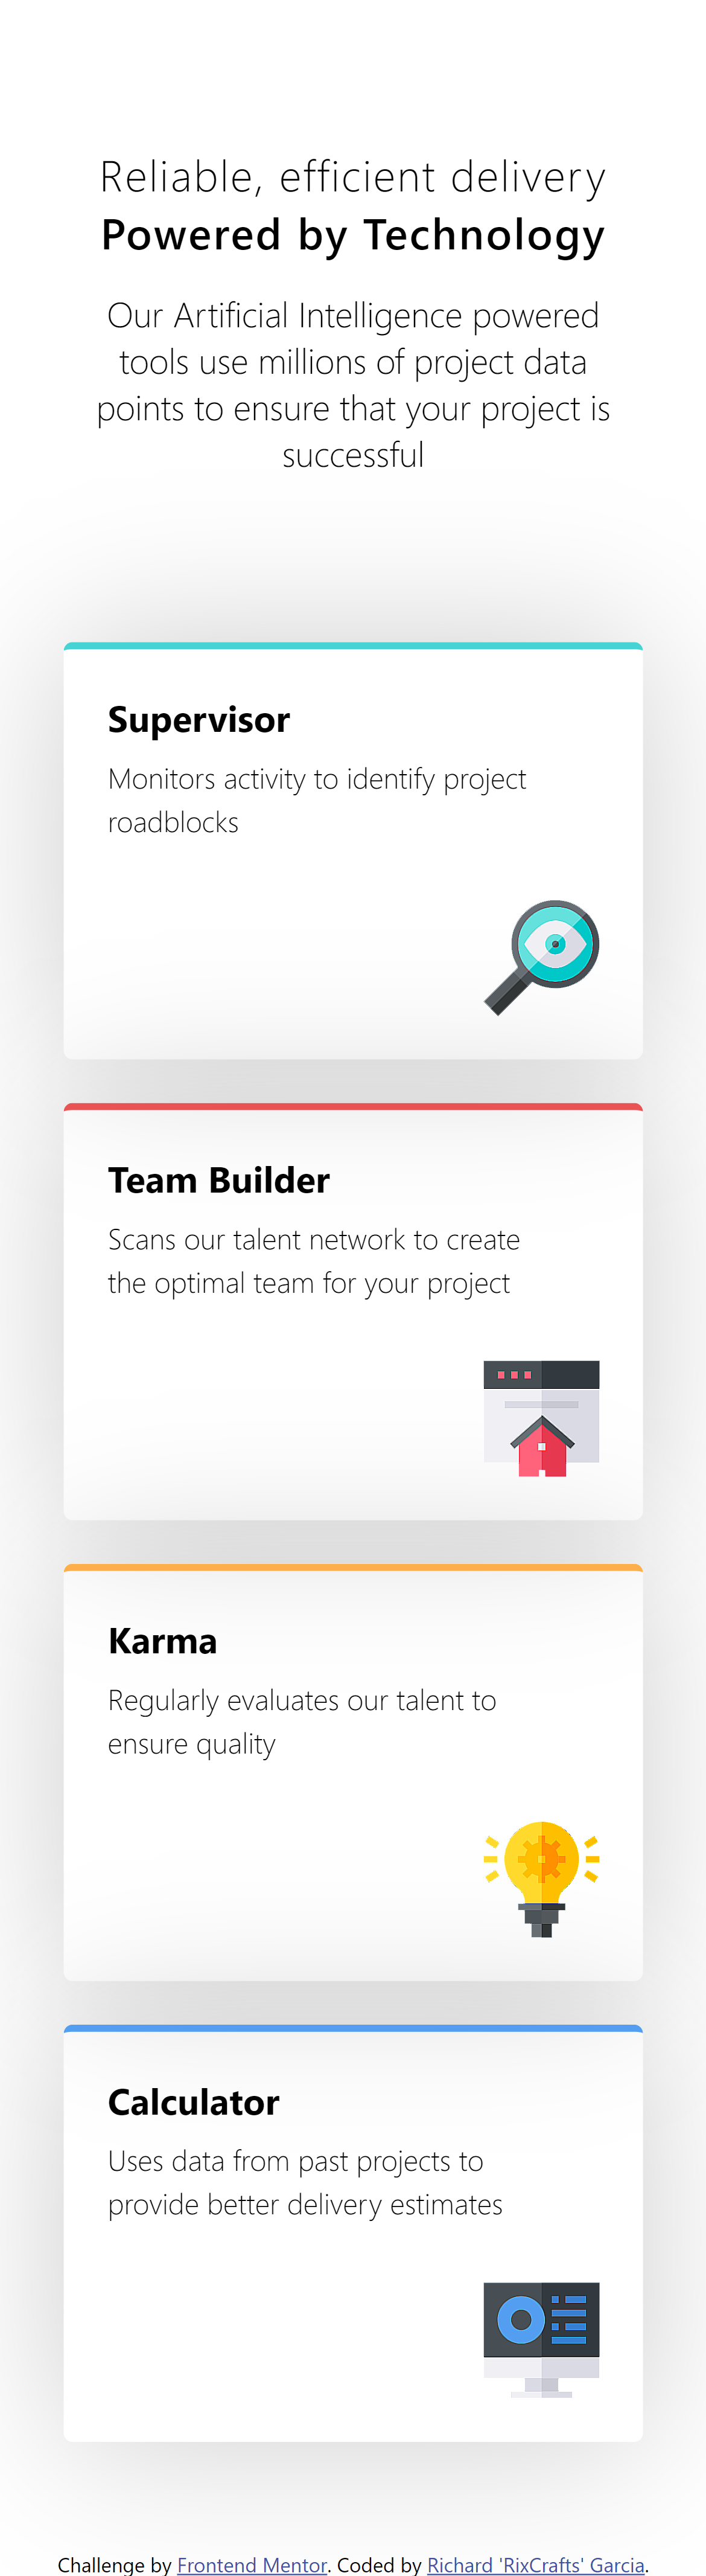 Reliable, efficient delivery
Powered by Technology
Our Artificial Intelligence powered
tools use millions of project data
points to ensure that your project is
successful
Supervisor
Monitors activity to identify project
roadblocks
Team Builder
Scans our talent network to create
the optimal team for your project
Karma
Regularly evaluates our talent to
ensure quality
Calculator
Uses data from past projects to
provide better delivery estimates
Challenge by Frontend Mentor. Coded by Richard 'RixCrafts' Garcia.